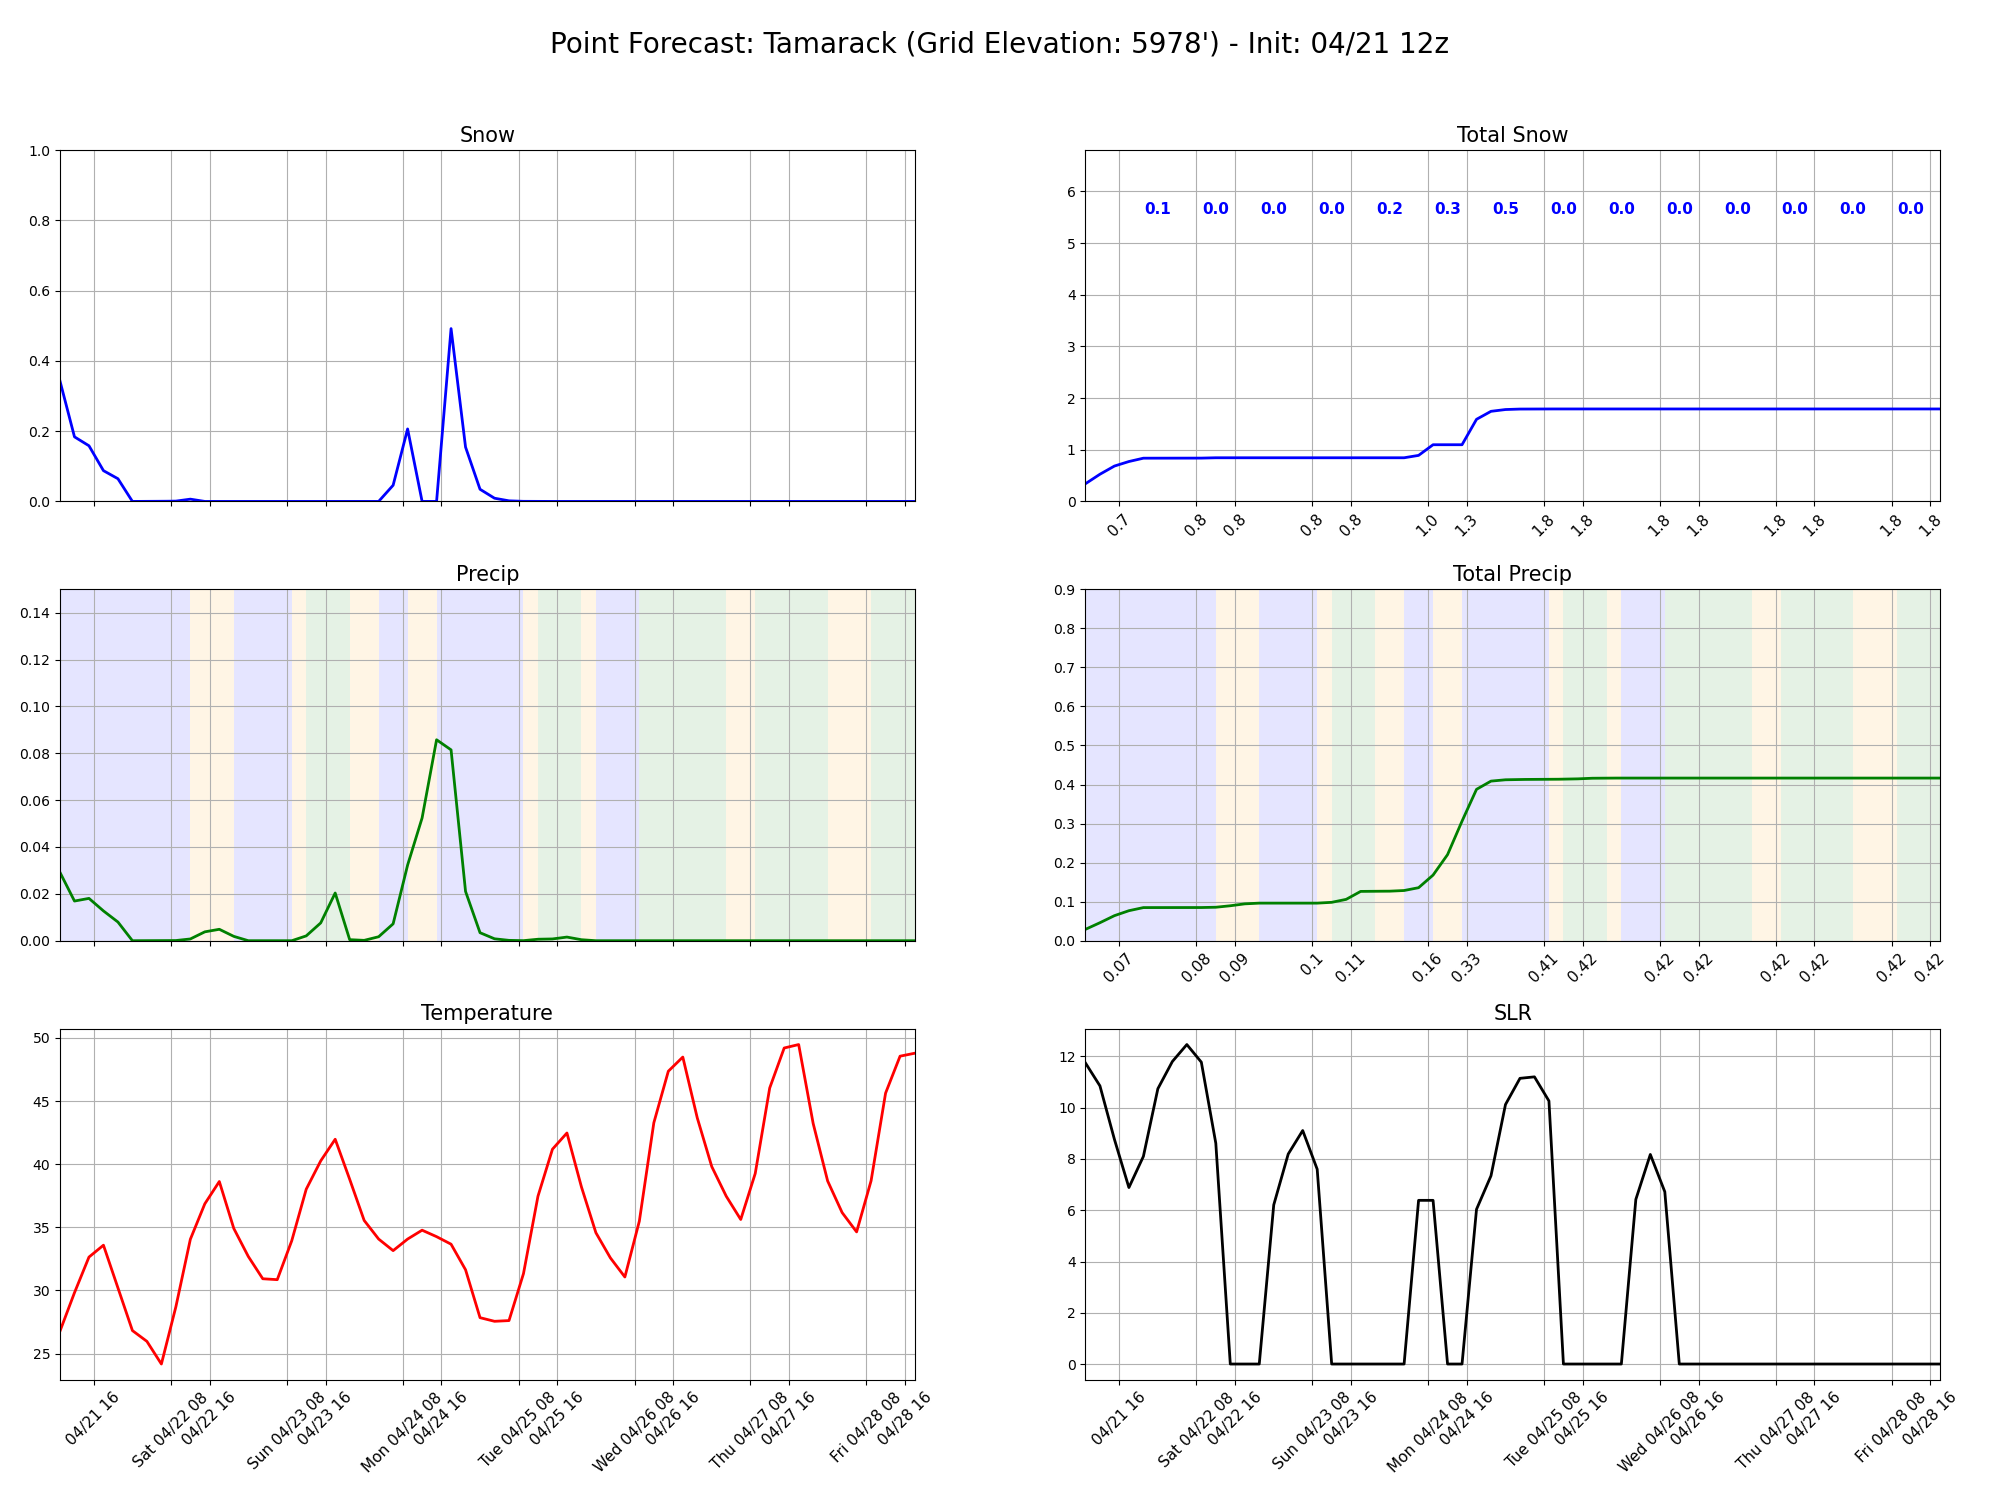 Point Forecast: Tamarack (Grid Elevation: 5978') - Init: 04/21 12z
Snow
1.0
0.8
0.6
0.4
0.2
0.0
Total Snow
6
5
4
3
2
1
0
0.1 0.0 0.0 0.0 0.2 0.3 0.5 0.0 0.0 0.0 0.0 0.0 0.0 0.0
0.7 0.8 0.8 0.8 0.8 1.0 1.3 1.8 1.8 1.8 1.8 1.8 1.8 1.8 1.8
Precip
0.14
0.12
0.10
0.08
0.06
0.04
0.02
0.00
Total Precip
0.9
0.8
0.7
0.6
0.5
0.4
0.3
0.2
0.1
0.0
0.07 0.08 0.09 0.1 0.11 0.16 0.33 0.41 0.42 0.42 0.42 0.42 0.42 0.42 0.42
Temperature
50
45
40
35
30
25
04/21 16
Sat 04/22 08
04/22 16
Sun 04/23 08
04/23 16
Mon 04/24 08
04/24 16
Tue 04/25 08
04/25 16
Wed 04/26 08
04/26 16
Thu 04/27 08
04/27 16
Fri 04/28 08
04/28 16
SLR
12
10
8
6
4
2
0
04/21 16
Sat 04/22 08
04/22 16
Sun 04/23 08
04/23 16
Mon 04/24 08
04/24 16
Tue 04/25 08
04/25 16
Wed 04/26 08
04/26 16
Thu 04/27 08
04/27 16
Fri 04/28 08
04/28 16